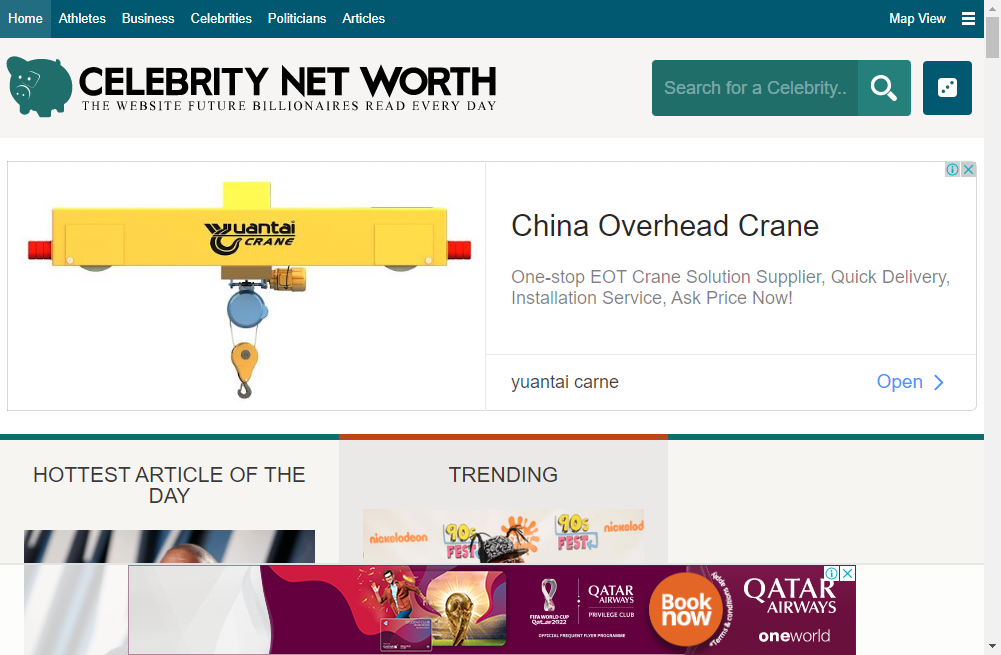 Home Athletes Business Celebrities Politicians Articles Map View
CELEBRITY NET WORTH
THE WEBSITE FUTURE BILLIONAIRES READ EVERY DAY
Search for a Celebrity..
yuantai
CRANE
China Overhead Crane
One-stop EOT Crane Solution Supplier, Quick Delivery,
Installation Service, Ask Price Now!
yuantai carne
Open
HOTTEST ARTICLE OF THE
DAY
TRENDING
nickelodeon
90s
FEST
90s
FEST
nickelod
FIFA WORLD CUP
Qatar2022
QATAR
AIRWAYS
PRIVILEGE CLUB
OFFICIAL FREQUENT FLYER PROGRAMME
Book
now
Terms & conditions
QATAR
AIRWAYS
oneworld